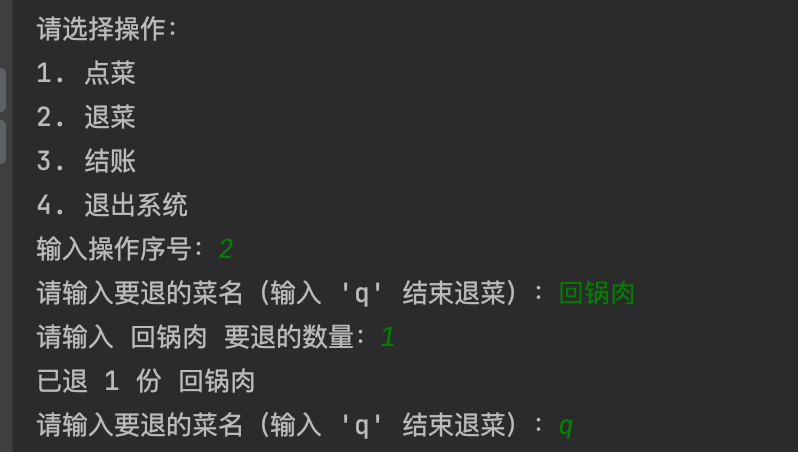 请选择操作：
1. 点菜
2. 退菜
3. 结账
4. 退出系统
输入操作序号：2
请输入要退的菜名（输入 'q' 结束退菜）：回锅肉
请输入 回锅肉 要退的数量：1
已退 1 份 回锅肉
请输入要退的菜名（输入 'q' 结束退菜）：q